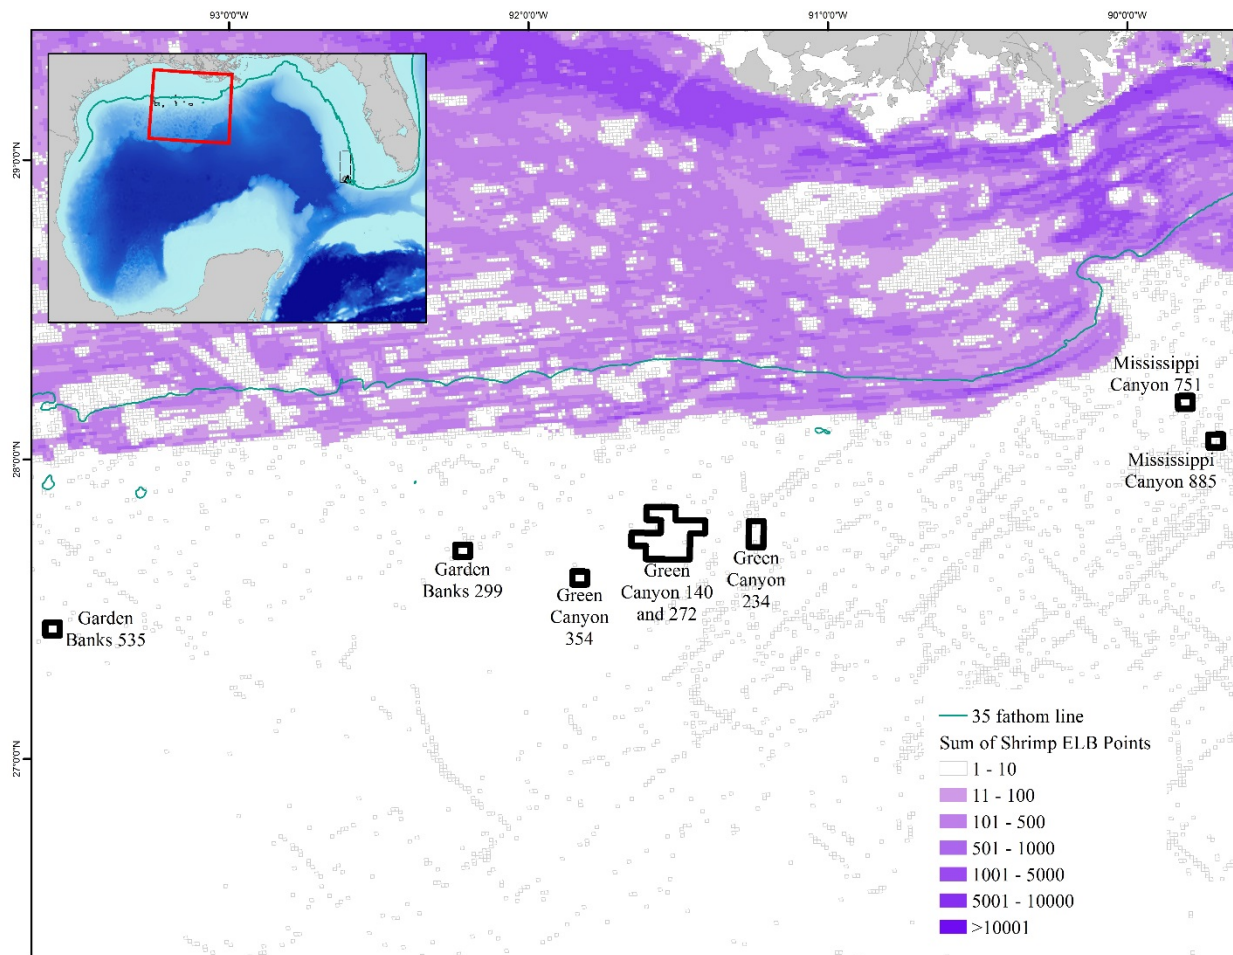 93°0'0"W
92°0'0"W
91°0'0"W
90°0'0"W
29°0'0"N
28°0'0"N
27°0'0"N
Mississippi
Canyon 751
Mississippi
Canyon 885
Garden
Banks 299
Green
Canyon
354
Green
Canyon 140
and 272
Green
Canyon
234
Garden
Banks 535
35 fathom line
Sum of Shrimp ELB Points
1 - 10
11 - 100
101 - 500
501 - 1000
1001 - 5000
5001 - 10000
>10001